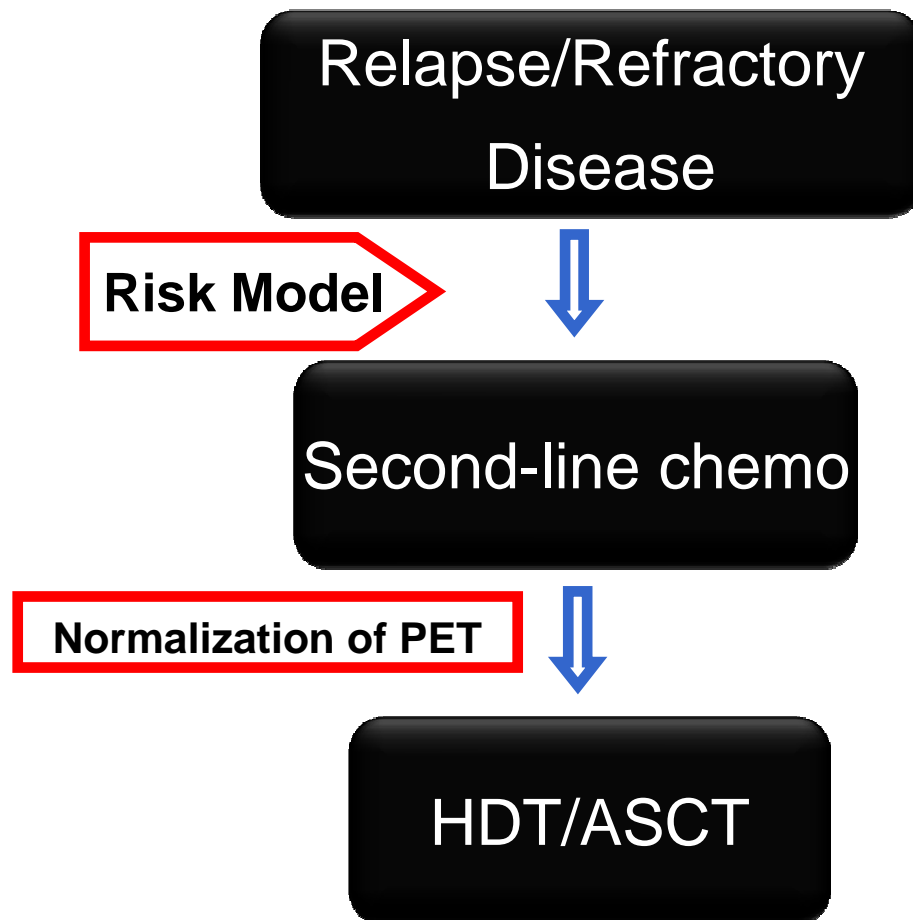 Relapse/Refractory
Disease
Risk Model
Second-line chemo
Normalization of PET
HDT/ASCT